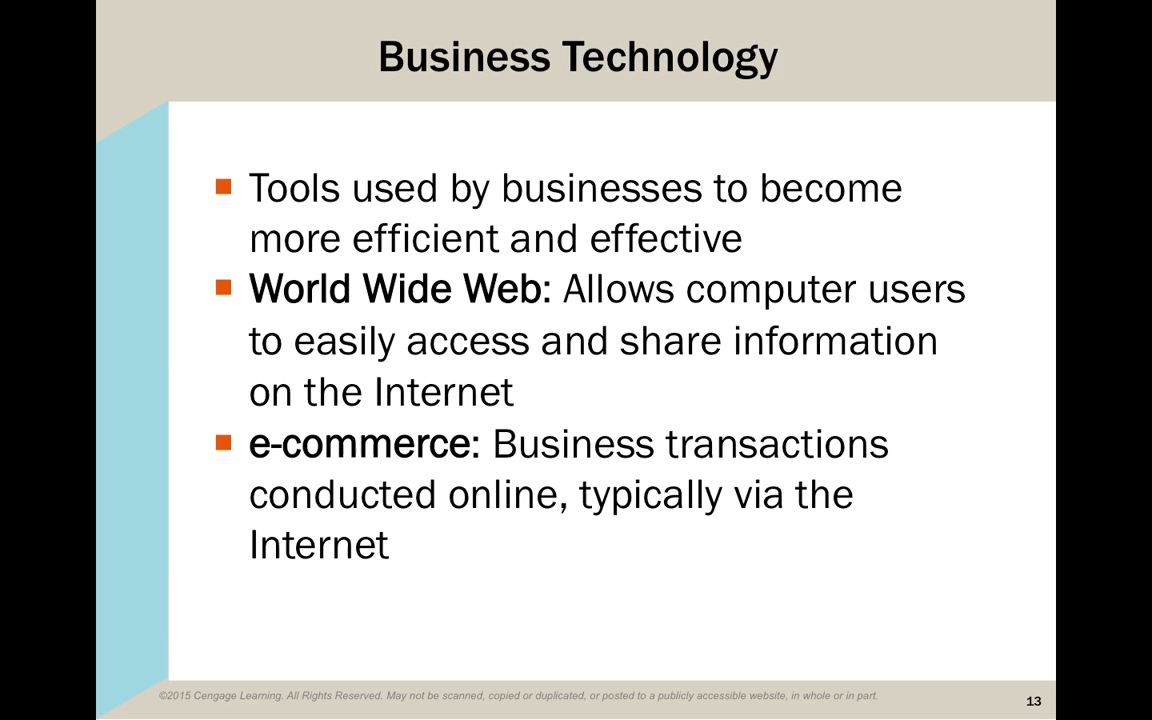 Business Technology
Tools used by businesses to become
more efficient and effective
World Wide Web: Allows computer users
to easily access and share information
on the Internet
e-commerce: Business transactions
conducted online, typically via the
Internet
©2015 Cengage Learning. All Rights Reserved. May not be scanned, copied or duplicated, or posted to a publicly accessible website, in whole or in part.
13